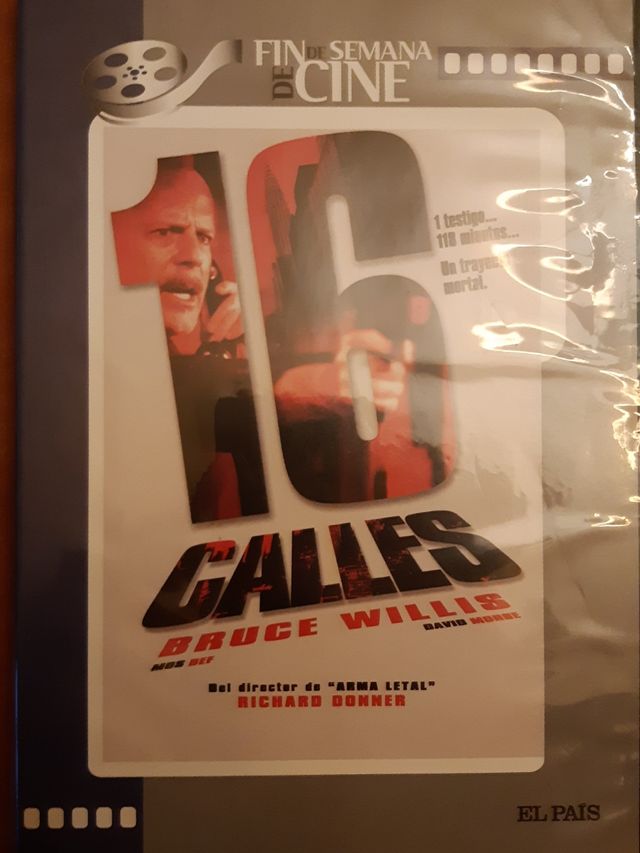 FIN DE SEMANA
DE CINE
16
1 testigo...
118 minutos...
Un
mortal.
CALLES
BRUCE WILLIS
MOS DEF
DAVID MORSE
Del director de "ARMA LETAL"
RICHARD DONNER
EL PAÍS